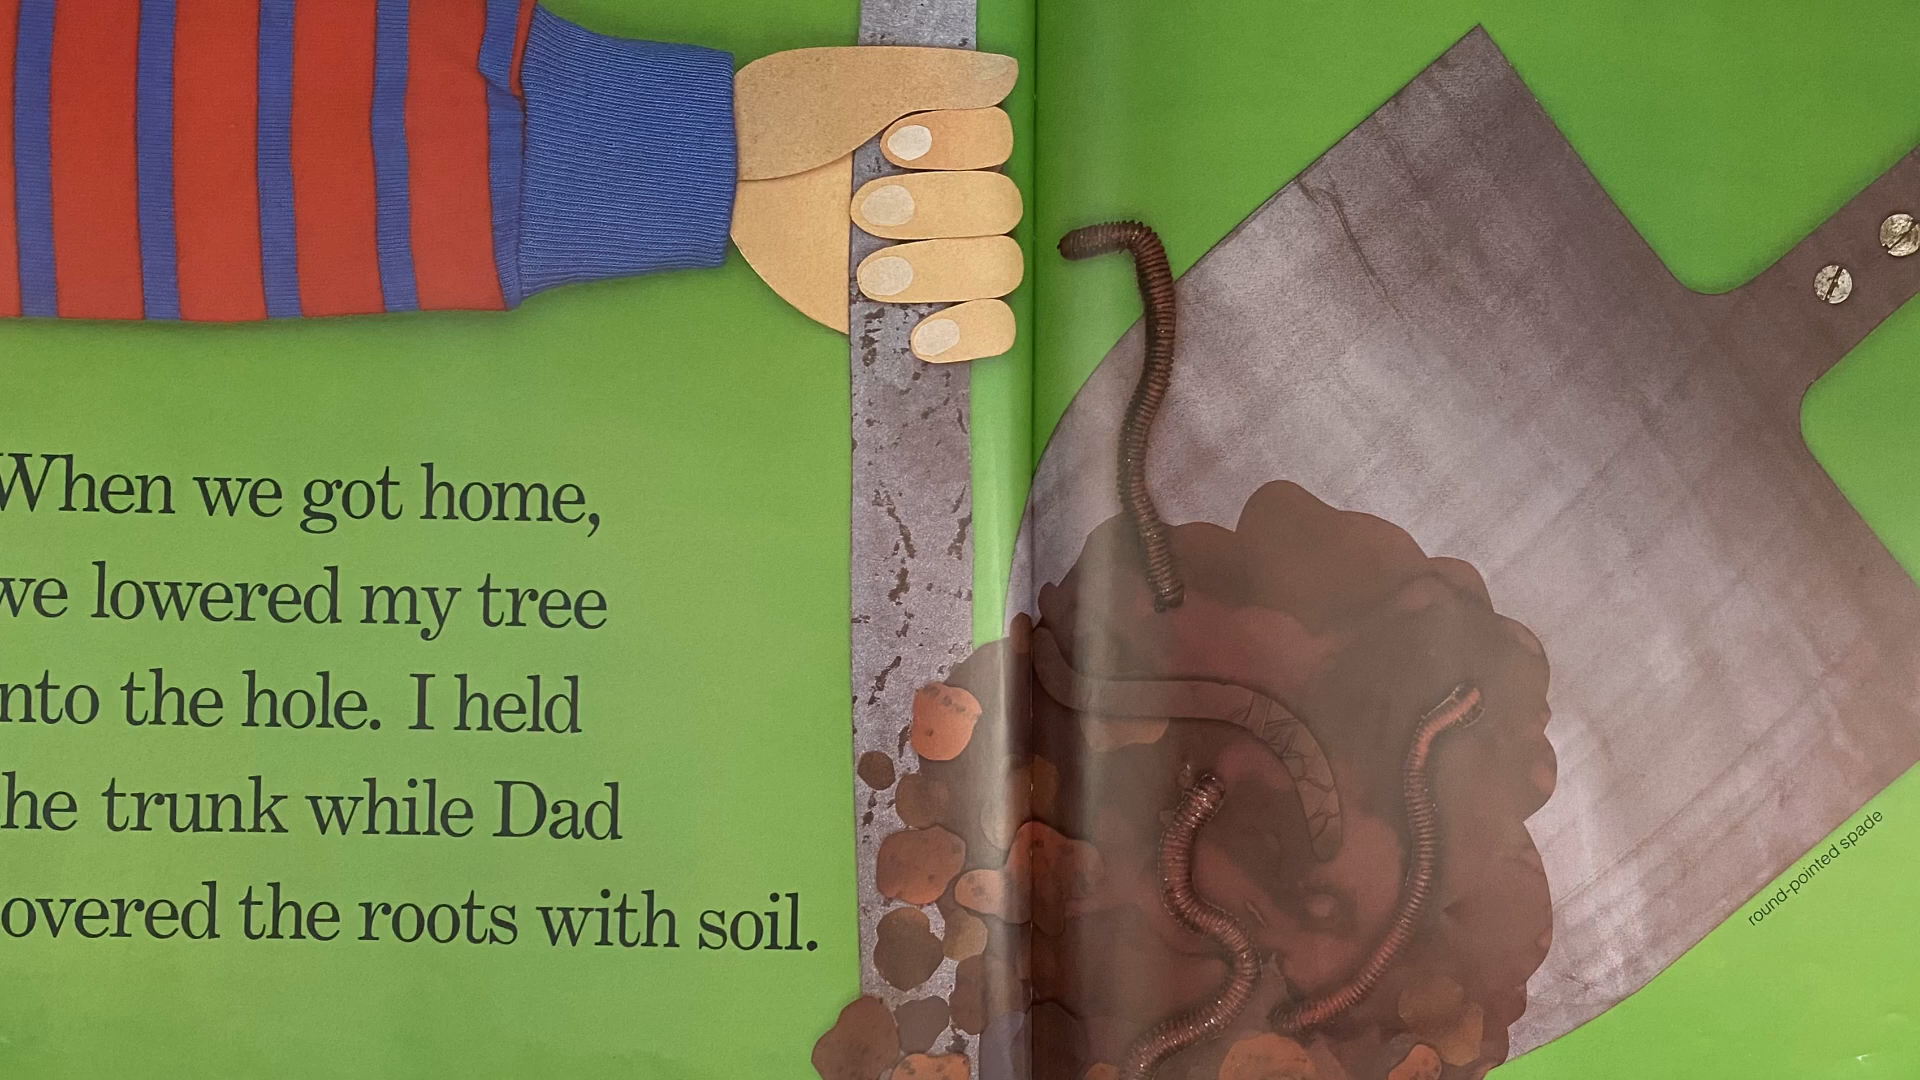 When we got home,
we lowered my tree
nto the hole. I held
he trunk while Dad
overed the roots with soil.
round-pointed spade